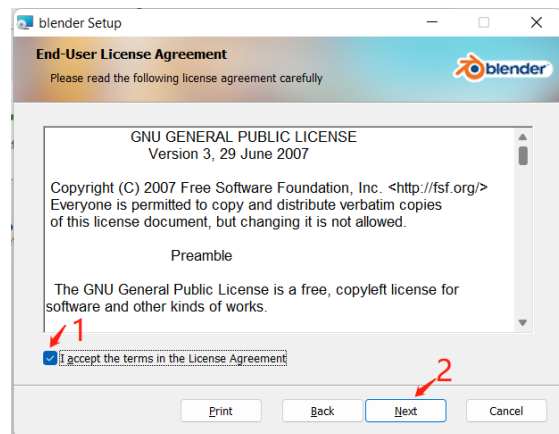 blender Setup
End-User License Agreement
Please read the following license agreement carefully
blender
GNU GENERAL PUBLIC LICENSE
Version 3, 29 June 2007
Copyright (C) 2007 Free Software Foundation, Inc. <http://fsf.org/>
Everyone is permitted to copy and distribute verbatim copies
of this license document, but changing it is not allowed.
Preamble
The GNU General Public License is a free, copyleft license for
software and other kinds of works.
1
I accept the terms in the License Agreement
2
Print Back Next Cancel